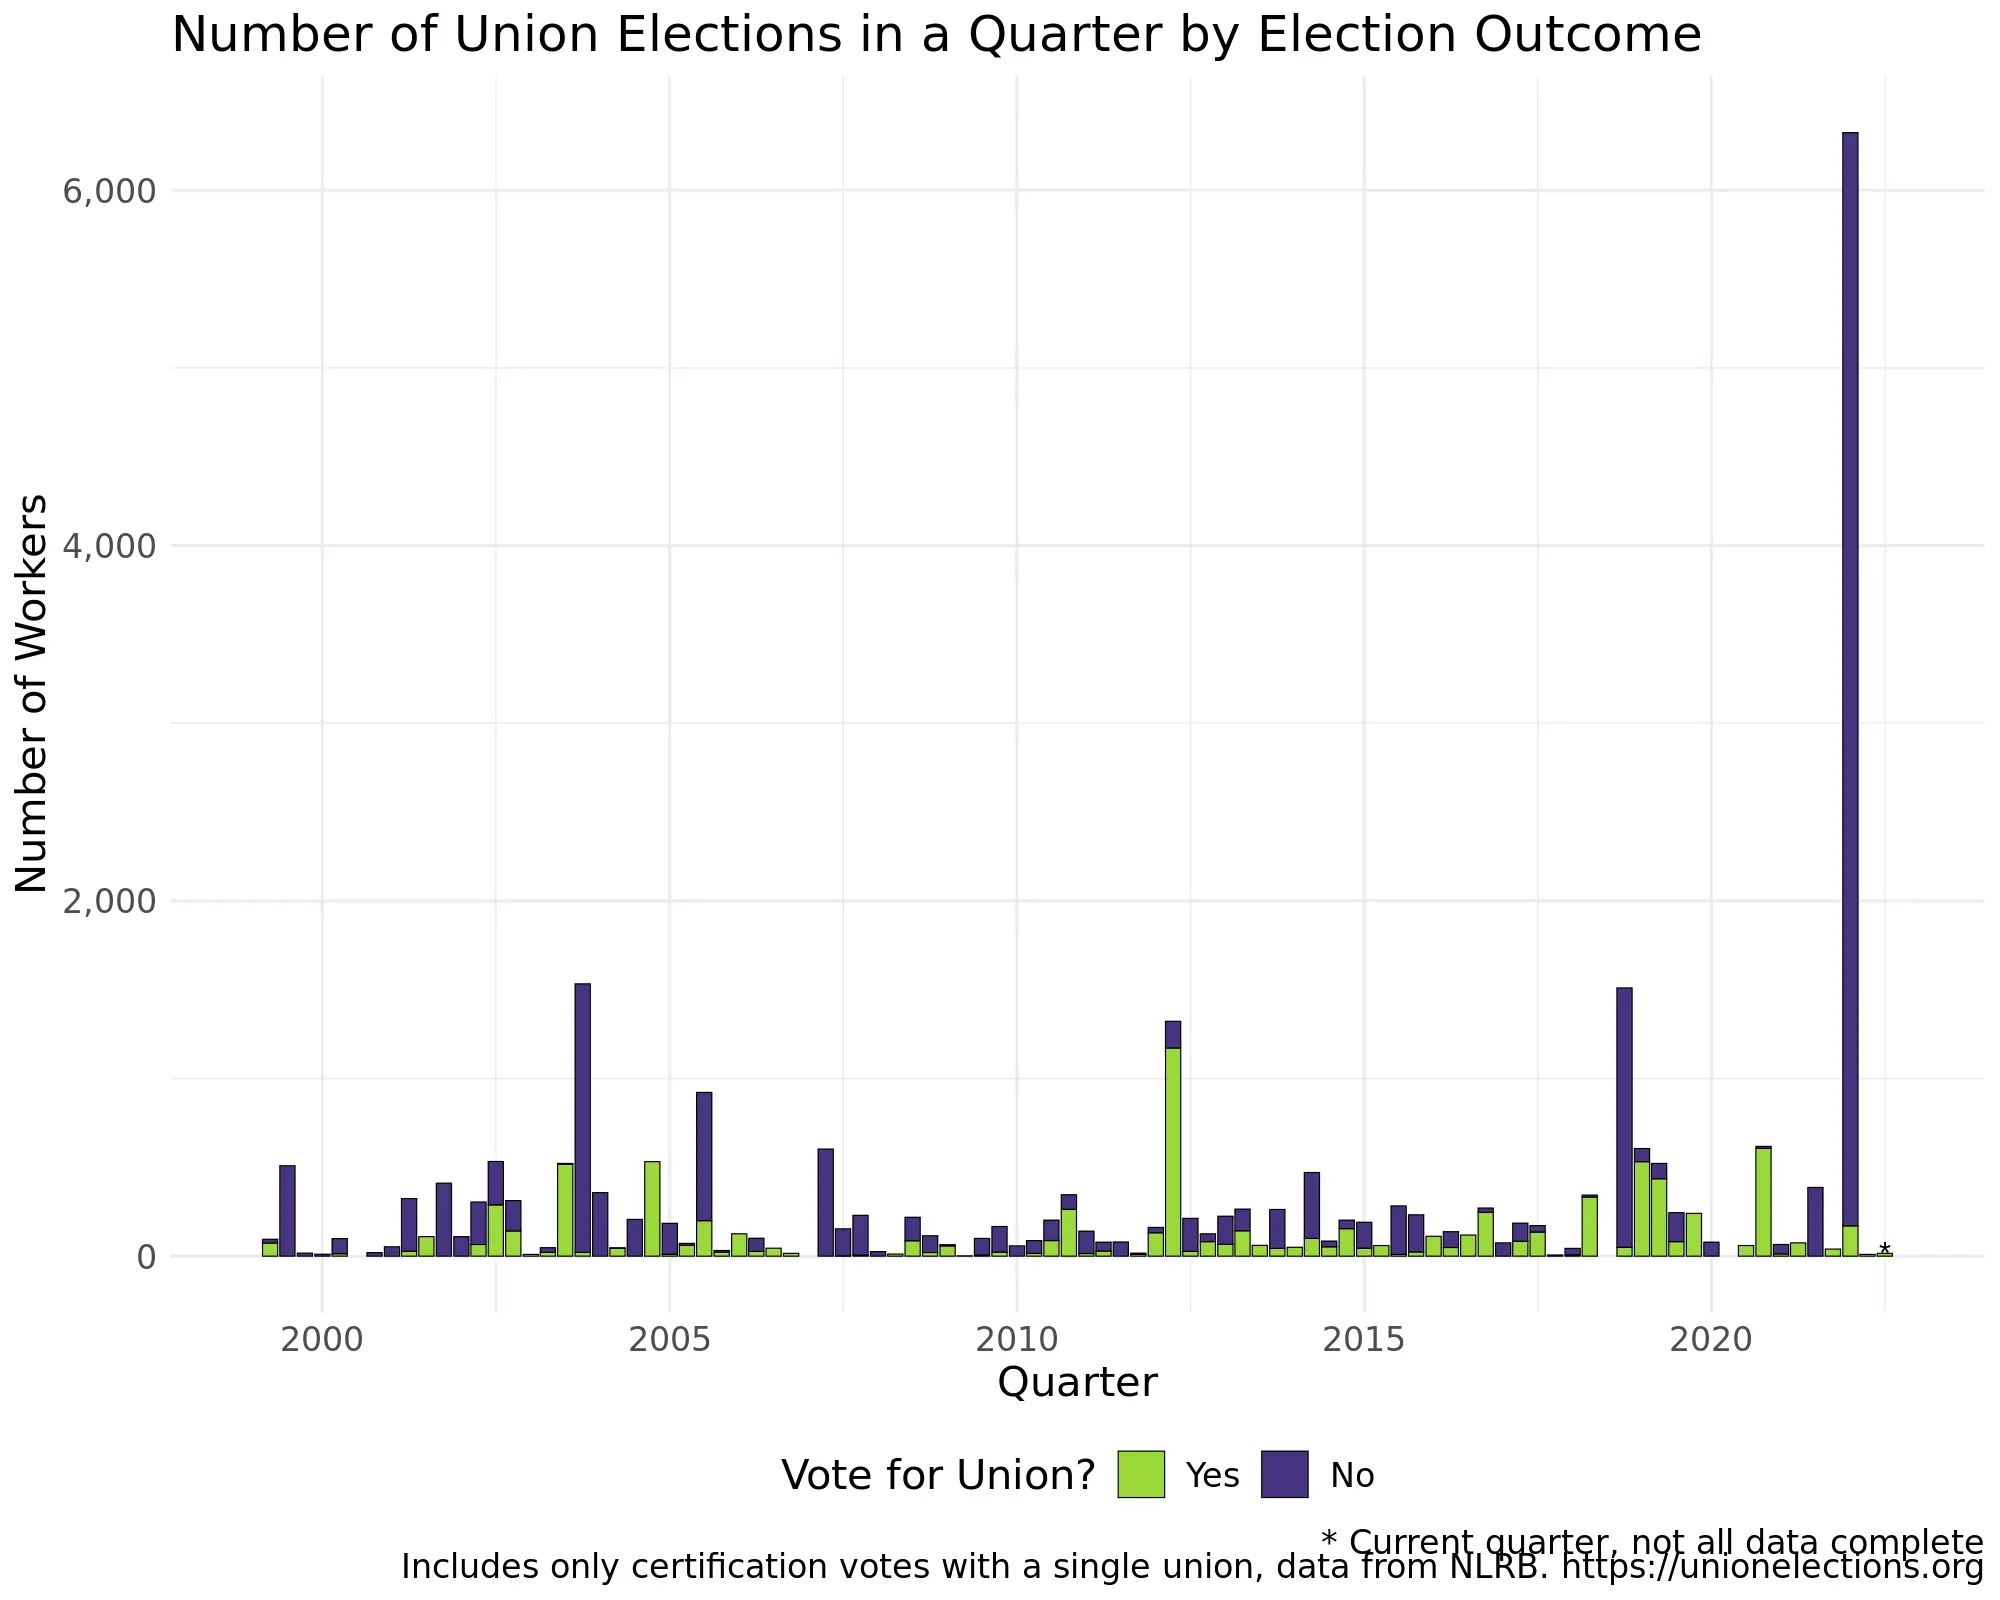 Number of Union Elections in a Quarter by Election Outcome
Number of Workers
6,000
4,000
2,000
0
*
2000 2005 2010 2015 2020
Quarter
Vote for Union? Yes No
* Current quarter, not all data complete
Includes only certification votes with a single union, data from NLRB. https://unionelections.org